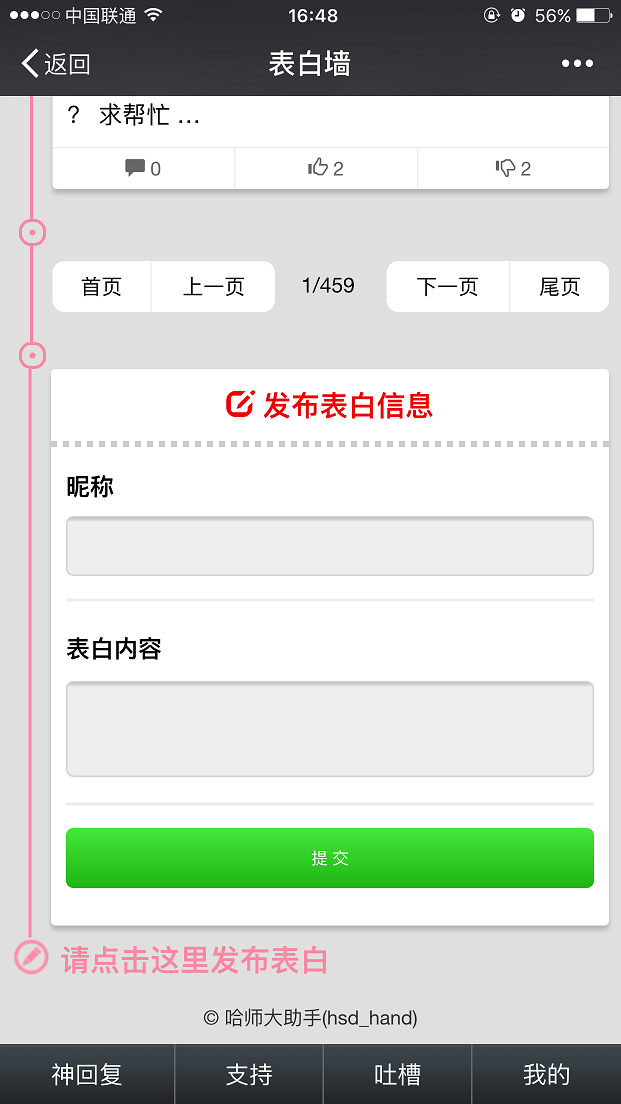 中国联通 16:48 56%
返回 表白墙
? 求帮忙 ...
0 2 2
首页 上一页 1/459 下一页 尾页
发布表白信息
昵称
表白内容
提 交
请点击这里发布表白
© 哈师大助手(hsd_hand)
神回复 支持 吐槽 我的